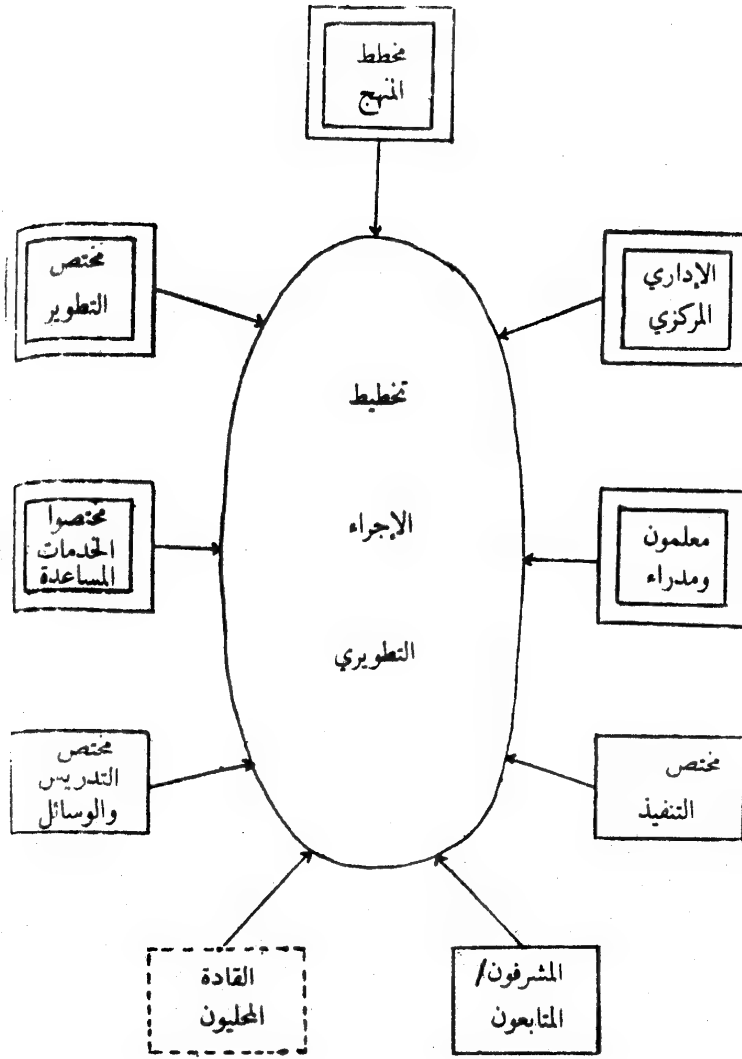 مخطط
المنهج
الإداري
المركزي
مختص
التطوير
تخطيط
الإجراء
التطويري
معلمون
ومدراء
مختصوا
الخدمات
المساعدة
مختص
التنفيذ
مختص
التدريس
والوسائل
المشرفون/
المتابعون
القادة
المحليون